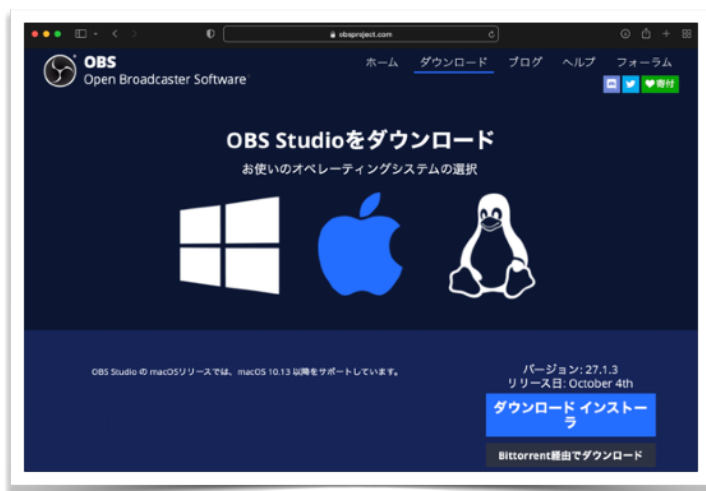 obsproject.com
OBS
Open Broadcaster Software
ホーム ダウンロード ブログ ヘルプ フォーラム
寄付
OBS Studioをダウンロード
お使いのオペレーティングシステムの選択
OBS Studio の macOSリリースでは、macOS 10.13 以降をサポートしています。
バージョン: 27.1.3
リリース日: October 4th
ダウンロード インストー
ラ
Bittorrent経由でダウンロード